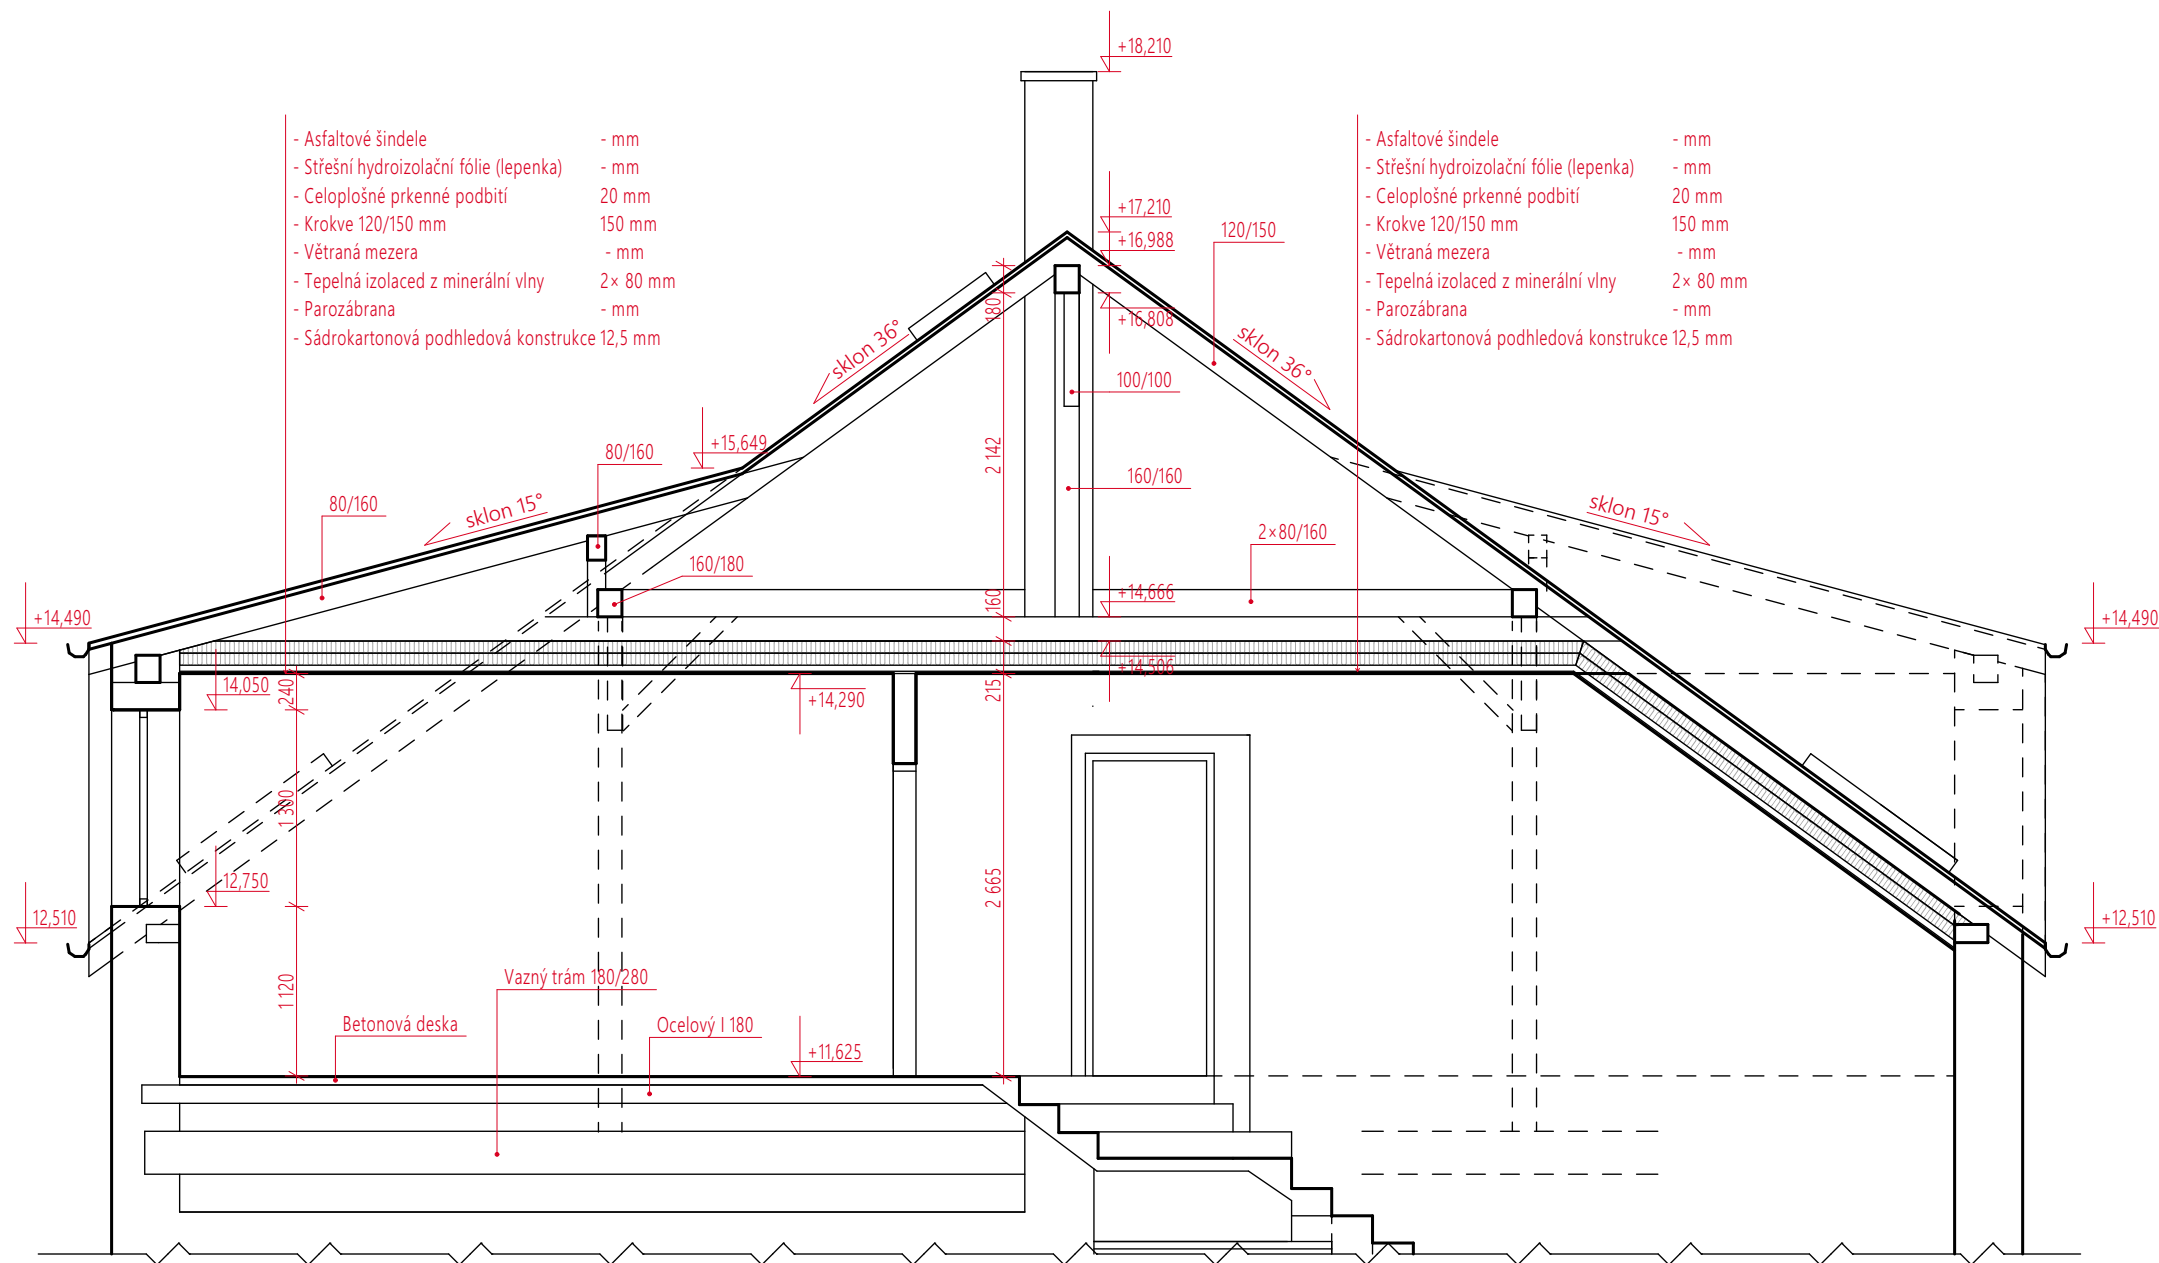 +18,210
- Asfaltové šindele - mm
- Střešní hydroizolační fólie (lepenka) - mm
- Celoplošné prkenné podbití 20 mm
- Krokve 120/150 mm 150 mm
- Větraná mezera - mm
- Tepelná izolaced z minerální vlny 2× 80 mm
- Parozábrana - mm
- Sádrokartonová podhledová konstrukce 12,5 mm
- Asfaltové šindele - mm
- Střešní hydroizolační fólie (lepenka) - mm
- Celoplošné prkenné podbití 20 mm
- Krokve 120/150 mm 150 mm
- Větraná mezera - mm
- Tepelná izolaced z minerální vlny 2× 80 mm
- Parozábrana - mm
- Sádrokartonová podhledová konstrukce 12,5 mm
+17,210
+16,988
120/150
180
+16,808
sklon 36°
sklon 36°
100/100
+15,649
80/160
2 142
160/160
80/160
sklon 15°
sklon 15°
2×80/160
160/180
+14,490
160
+14,666
+14,490
+14,506
14,050
240
+14,290
215
1 300
12,750
2 665
12,510
+12,510
1 120
Vazný trám 180/280
Betonová deska
Ocelový I 180
+11,625